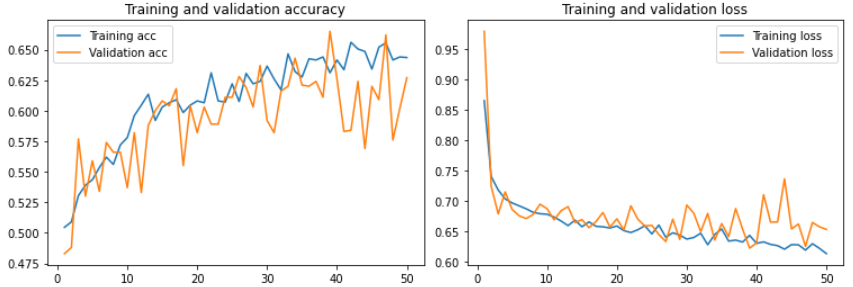 Training and validation accuracy
Training acc
Validation acc
0.650
0.625
0.600
0.575
0.550
0.525
0.500
0.475
0 10 20 30 40 50
Training and validation loss
Training loss
Validation loss
0.95
0.90
0.85
0.80
0.75
0.70
0.65
0.60
0 10 20 30 40 50